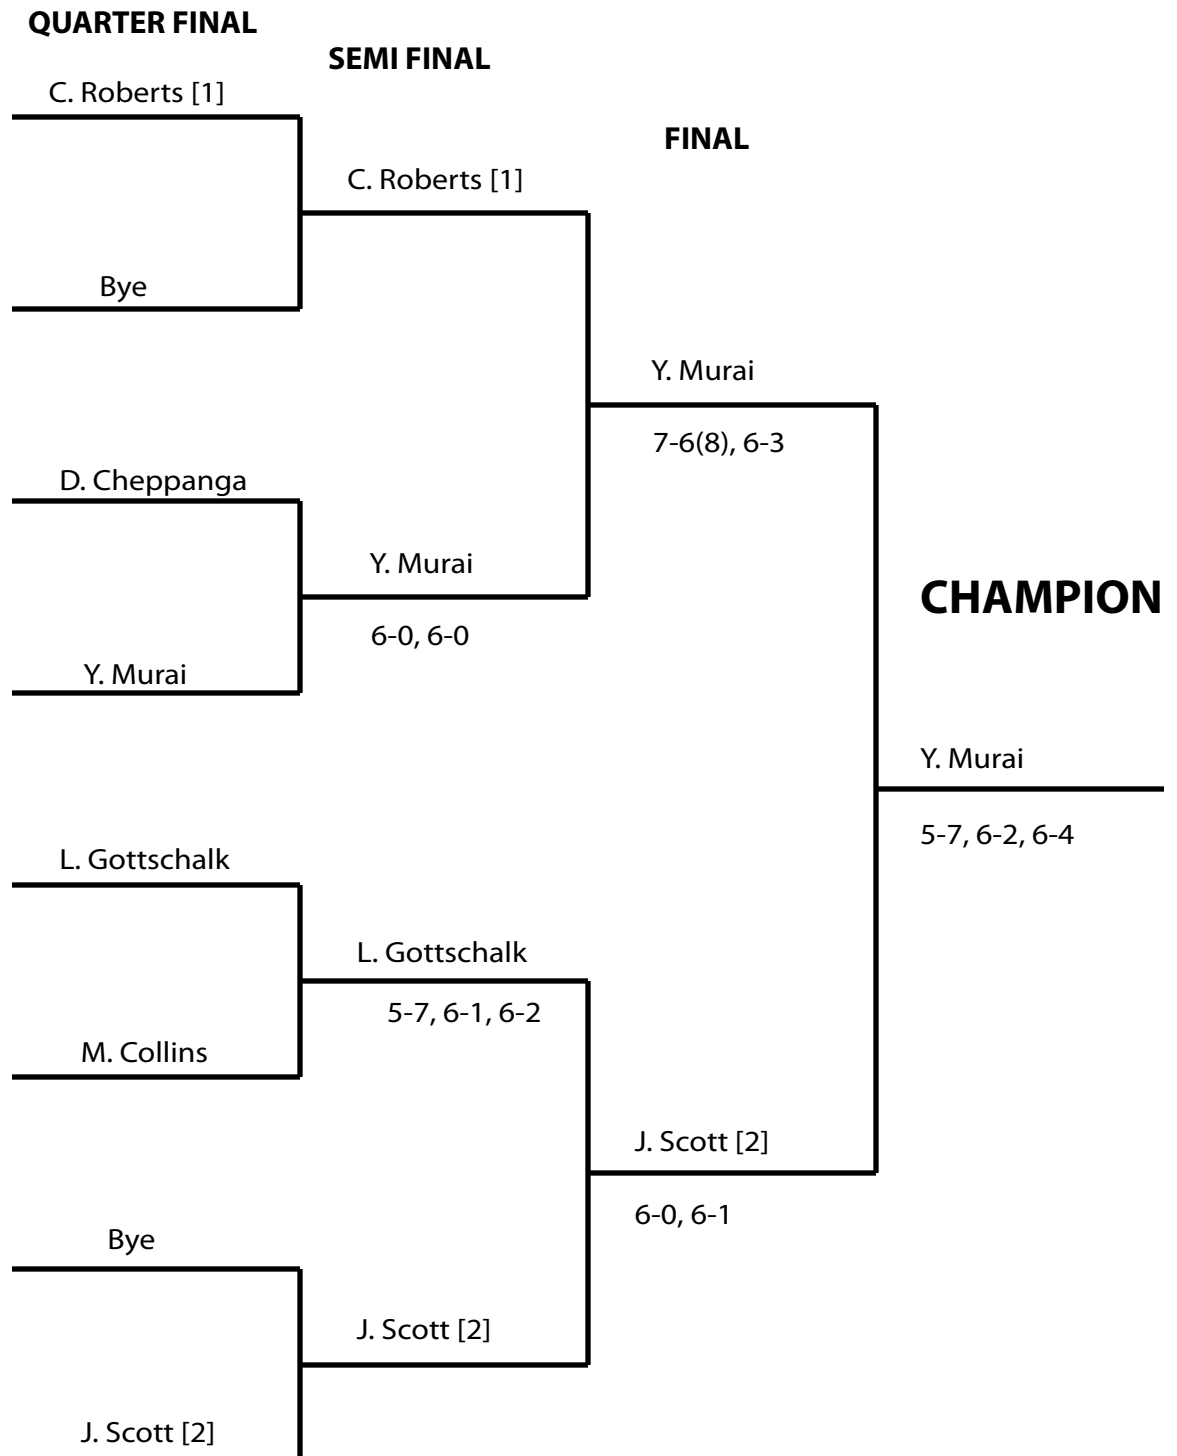 QUARTER FINAL
SEMI FINAL
C. Roberts [1]
FINAL
C. Roberts [1]
Bye
Y. Murai
7-6(8), 6-3
D. Cheppanga
Y. Murai
CHAMPION
6-0, 6-0
Y. Murai
Y. Murai
5-7, 6-2, 6-4
L. Gottschalk
L. Gottschalk
5-7, 6-1, 6-2
M. Collins
J. Scott [2]
6-0, 6-1
Bye
J. Scott [2]
J. Scott [2]